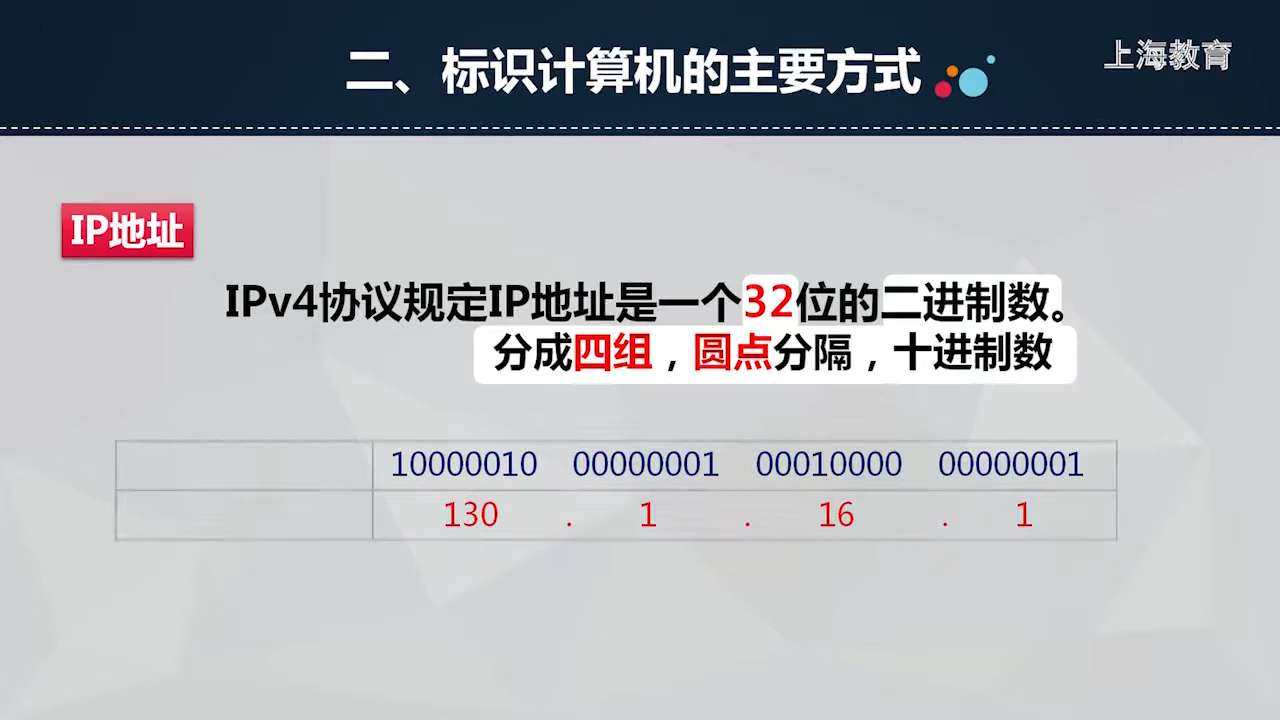 二、标识计算机的主要方式
上海教育
IP地址
IPv4协议规定IP地址是一个32位的二进制数。
分成四组，圆点分隔，十进制数
10000010 00000001 00010000 00000001
130 . 1 . 16 . 1